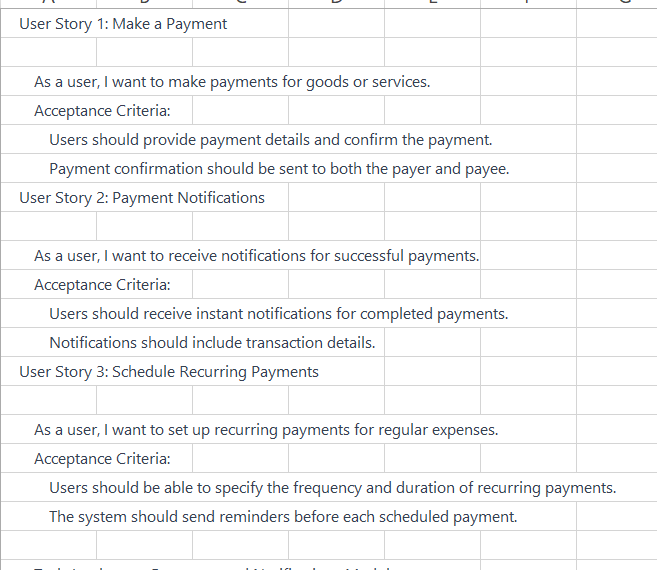 User Story 1: Make a Payment
As a user, I want to make payments for goods or services.
Acceptance Criteria:
Users should provide payment details and confirm the payment.
Payment confirmation should be sent to both the payer and payee.
User Story 2: Payment Notifications
As a user, I want to receive notifications for successful payments.
Acceptance Criteria:
Users should receive instant notifications for completed payments.
Notifications should include transaction details.
User Story 3: Schedule Recurring Payments
As a user, I want to set up recurring payments for regular expenses.
Acceptance Criteria:
Users should be able to specify the frequency and duration of recurring payments.
The system should send reminders before each scheduled payment.